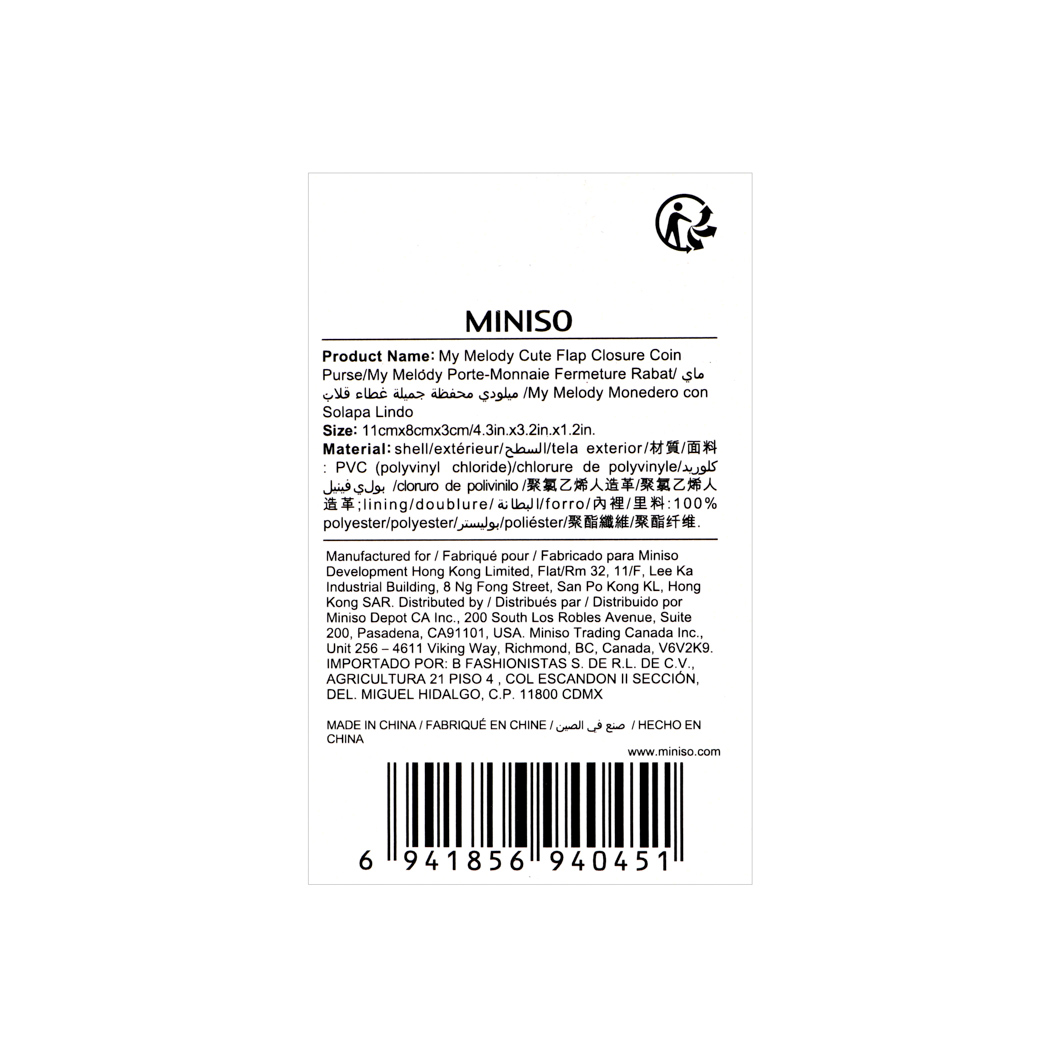 MINISO
Product Name: My Melody Cute Flap Closure Coin
Purse/My Melody Porte-Monnaie Fermeture Rabat/ ماي
ميلودي محفظة جميلة غطاء قلاب /My Melody Monedero con
Solapa Lindo
Size: 11cmx8cmx3cm/4.3in.x3.2in.x1.2in.
Material: shell/extérieur/السطح/tela exterior/材質/面料
: PVC (polyvinyl chloride)/chlorure de polyvinyle/كلوريد
بولي فينيل /cloruro de polivinilo /聚氯乙烯人造革/聚氯乙烯人
造革;lining/doublure/البطانة/forro/內裡/里料:100%
polyester/polyester/بوليستر/poliéster/聚酯纖維/聚酯纤维.
Manufactured for / Fabriqué pour / Fabricado para Miniso
Development Hong Kong Limited, Flat/Rm 32, 11/F, Lee Ka
Industrial Building, 8 Ng Fong Street, San Po Kong KL, Hong
Kong SAR. Distributed by / Distribués par / Distribuido por
Miniso Depot CA Inc., 200 South Los Robles Avenue, Suite
200, Pasadena, CA91101, USA. Miniso Trading Canada Inc.,
Unit 256 – 4611 Viking Way, Richmond, BC, Canada, V6V2K9.
IMPORTADO POR: B FASHIONISTAS S. DE R.L. DE C.V.,
AGRICULTURA 21 PISO 4 , COL ESCANDON II SECCIÓN,
DEL. MIGUEL HIDALGO, C.P. 11800 CDMX
MADE IN CHINA / FABRIQUÉ EN CHINE / صنع في الصين / HECHO EN
CHINA
www.miniso.com
6 941856 940451